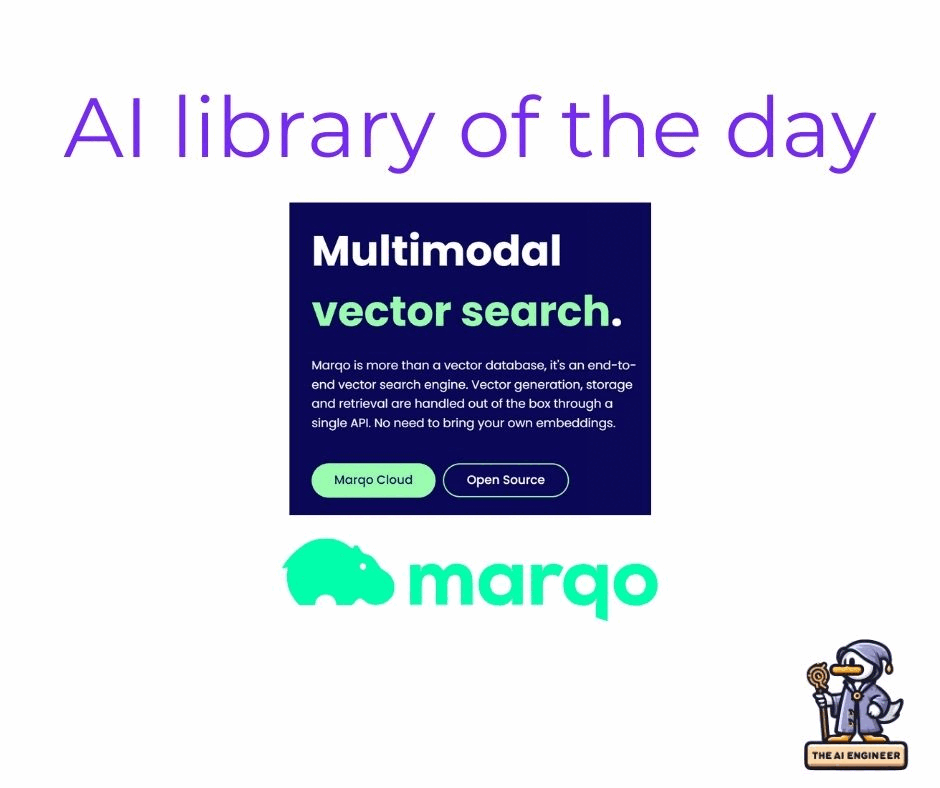 AI library of the day
Multimodal
vector search.
Marqo is more than a vector database, it's an end-to-
end vector search engine. Vector generation, storage
and retrieval are handled out of the box through a
single API. No need to bring your own embeddings.
Marqo Cloud
Open Source
marqo
THE AI ENGINEER